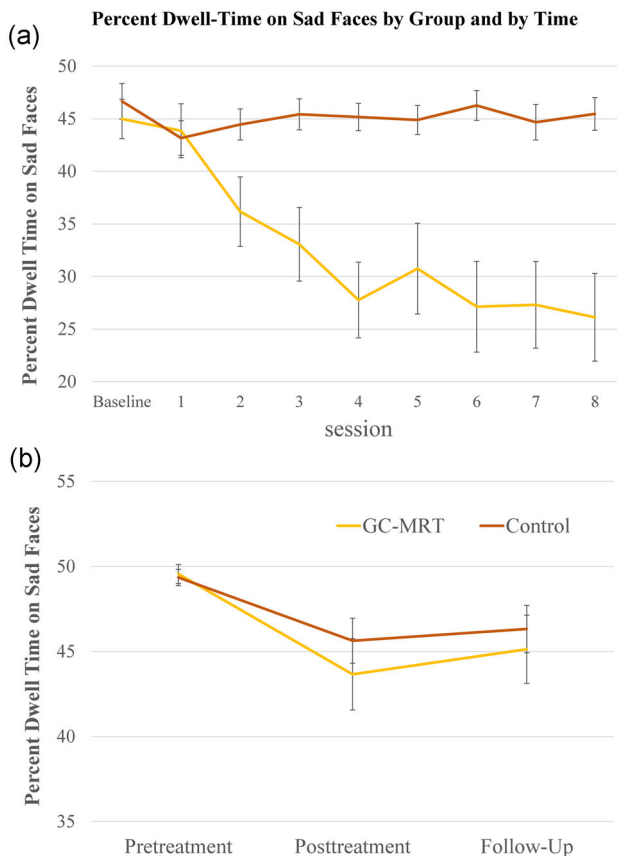 Percent Dwell-Time on Sad Faces by Group and by Time
(a)
Percent Dwell Time on Sad Faces
50
45
40
35
30
25
20
Baseline 1 2 3 4 5 6 7 8
session
(b)
Percent Dwell Time on Sad Faces
55
50
45
40
35
GC-MRT Control
Pretreatment Posttreatment Follow-Up